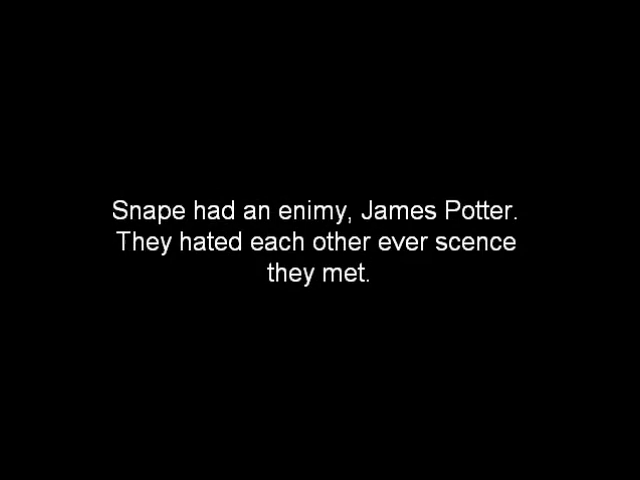 Snape had an enimy, James Potter.
They hated each other ever scence
they met.